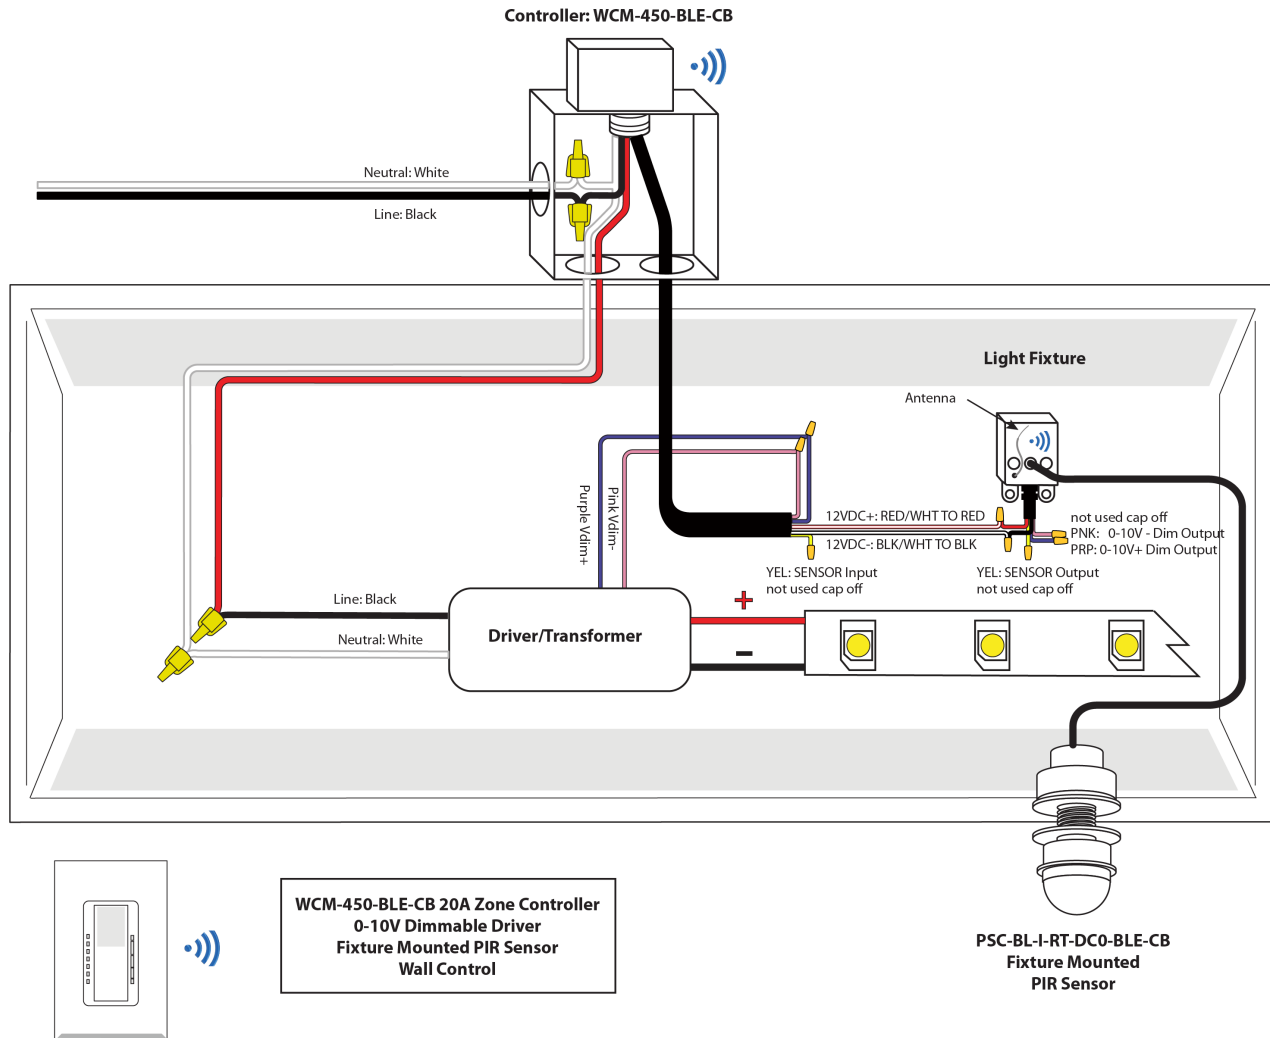 Controller: WCM-450-BLE-CB
Neutral: White
Line: Black
Light Fixture
Antenna
Purple Vdim+
Pink Vdim-
12VDC+: RED/WHT TO RED
12VDC-: BLK/WHT TO BLK
not used cap off
PNK: 0-10V - Dim Output
PRP: 0-10V+ Dim Output
YEL: SENSOR Input
not used cap off
YEL: SENSOR Output
not used cap off
Line: Black
Neutral: White
Driver/Transformer
+
-
WCM-450-BLE-CB 20A Zone Controller
0-10V Dimmable Driver
Fixture Mounted PIR Sensor
Wall Control
PSC-BL-I-RT-DC0-BLE-CB
Fixture Mounted
PIR Sensor